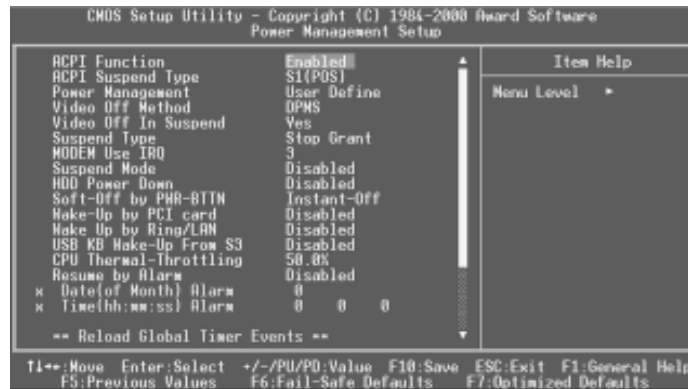 CMOS Setup Utility - Copyright (C) 1984-2000 Award Software
Power Management Setup
ACPI Function Enabled
ACPI Suspend Type S1(POS)
Power Management User Define
Video Off Method DPMS
Video Off In Suspend Yes
Suspend Type Stop Grant
MODEM Use IRQ 3
Suspend Mode Disabled
HDD Power Down Disabled
Soft-Off by PWR-BTTN Instant-Off
Wake-Up by PCI card Disabled
Wake Up by Ring/LAN Disabled
USB KB Wake-Up From S3 Disabled
CPU Thermal-Throttling 50.0%
Resume by Alarm Disabled
x Date(of Month) Alarm 0
x Time(hh:mm:ss) Alarm 0 0 0
** Reload Global Timer Events **
Item Help
Menu Level ►
↑↓→←:Move Enter:Select +/-/PU/PD:Value F10:Save ESC:Exit F1:General Help
F5:Previous Values F6:Fail-Safe Defaults F7:Optimized Defaults